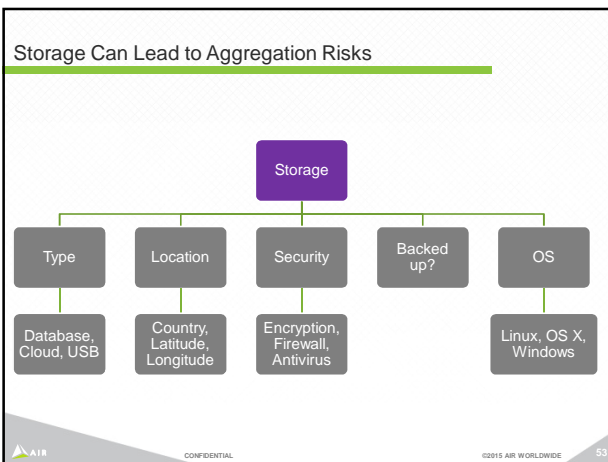 Storage Can Lead to Aggregation Risks
Storage
Type
Location
Security
Backed
up?
OS
Database,
Cloud, USB
Country,
Latitude,
Longitude
Encryption,
Firewall,
Antivirus
Linux, OS X,
Windows
AIR
CONFIDENTIAL
©2015 AIR WORLDWIDE
53